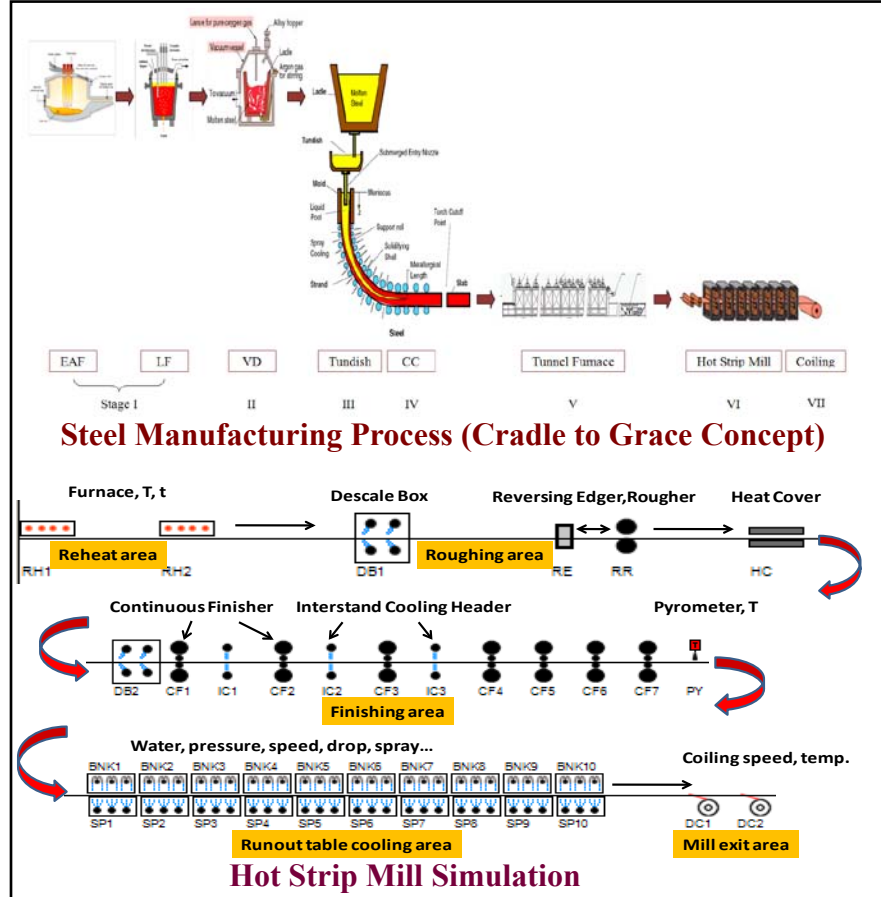 Lance for pure oxygen gas
Alloy hopper
Vacuum vessel
Ladle
Argon gas for stirring
To vacuum
Molten steel
Ladle
Molten Steel
Tundish
Submerged Entry Nozzle
Mold
Meniscus
Liquid Pool
Z
Support roll
Torch Cutoff Point
Spray Cooling
Solidifying Shell
Metallurgical Length
Strand
Slab
Steel
EAF LF VD Tundish CC Tunnel Furnace Hot Strip Mill Coiling
Stage I II III IV V VI VII
Steel Manufacturing Process (Cradle to Grace Concept)
Furnace, T, t Descale Box Reversing Edger,Rougher Heat Cover
Reheat area Roughing area
RH1 RH2 DB1 RE RR HC
Continuous Finisher Interstand Cooling Header Pyrometer, T
T
DB2 CF1 IC1 CF2 IC2 CF3 IC3 CF4 CF5 CF6 CF7 PY
Finishing area
Water, pressure, speed, drop, spray...
Coiling speed, temp.
BNK1 BNK2 BNK3 BNK4 BNK5 BNK6 BNK7 BNK8 BNK9 BNK10
SP1 SP2 SP3 SP4 SP5 SP6 SP7 SP8 SP9 SP10 DC1 DC2
Runout table cooling area Mill exit area
Hot Strip Mill Simulation